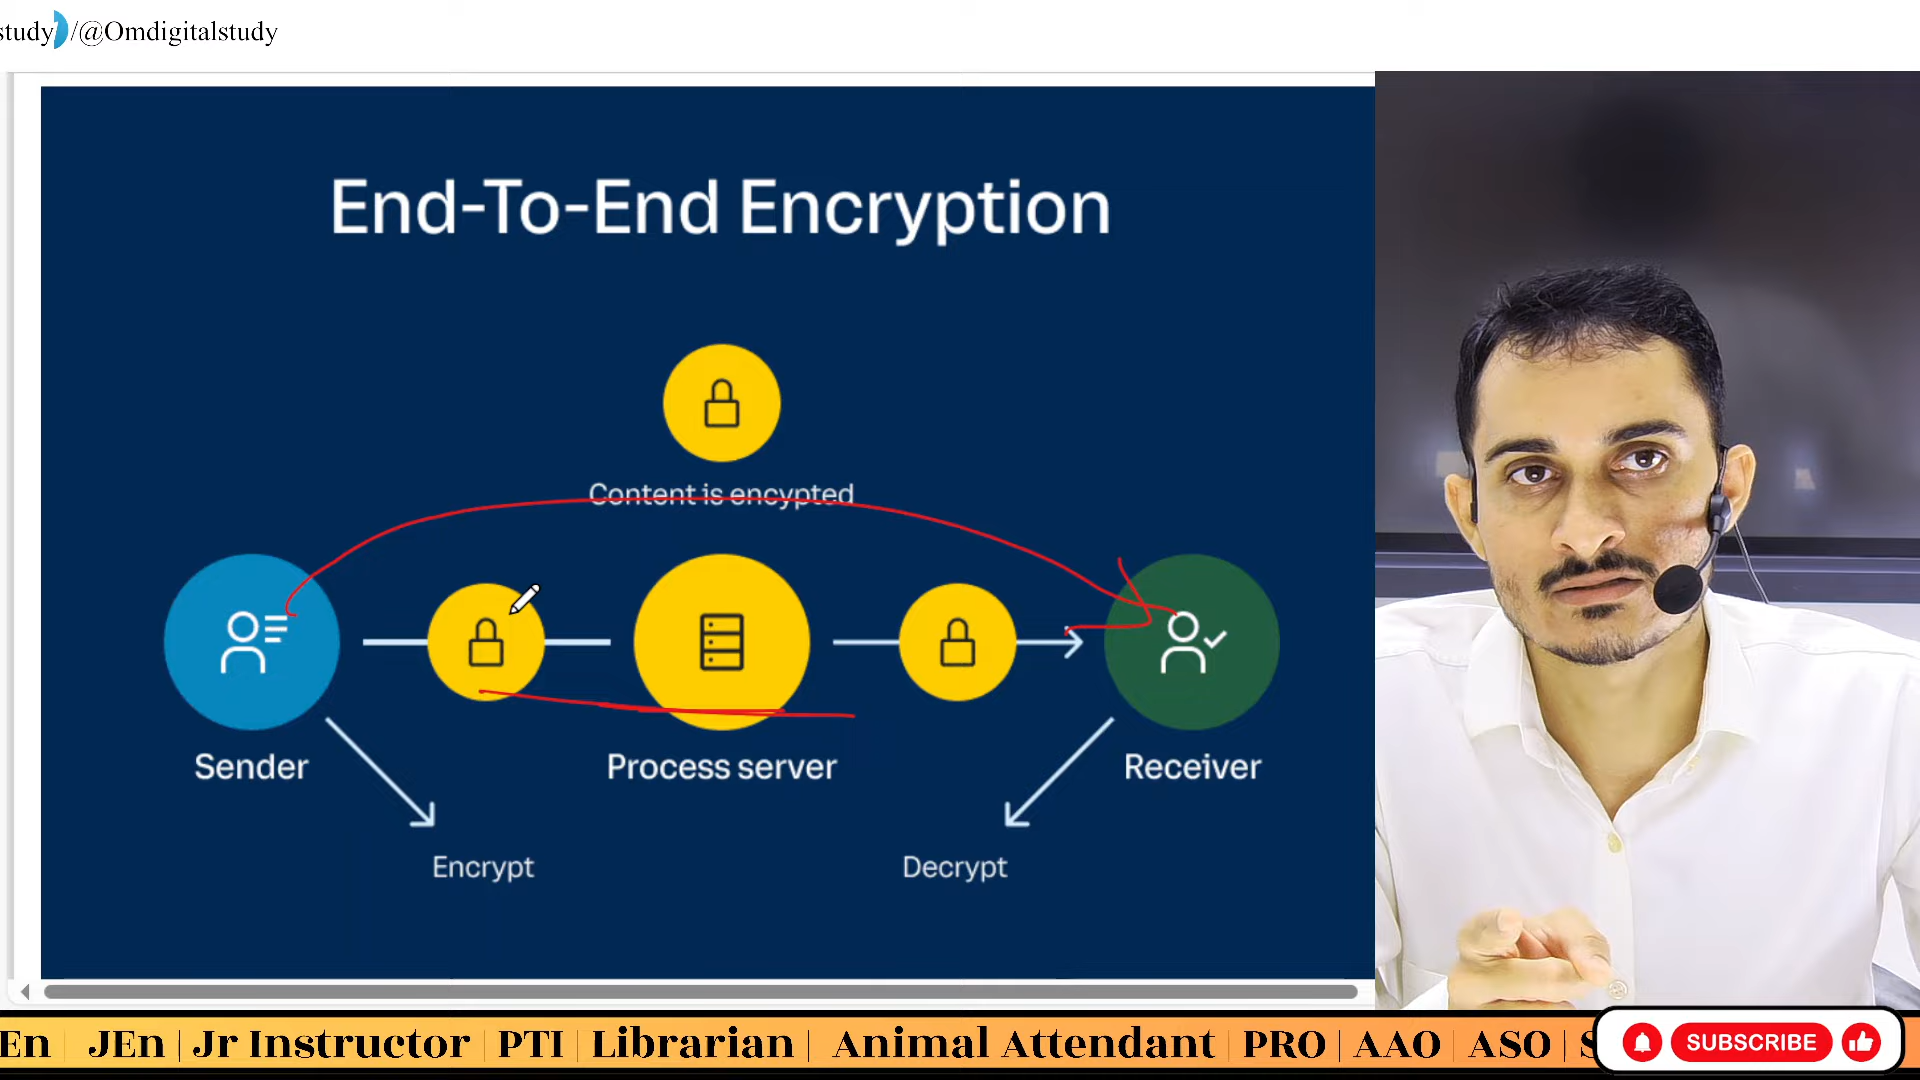 study /@Omdigitalstudy
End-To-End Encryption
Content is encypted
Sender
Process server
Receiver
Encrypt
Decrypt
En | JEn | Jr Instructor | PTI | Librarian | Animal Attendant | PRO | AAO | ASO | S
SUBSCRIBE